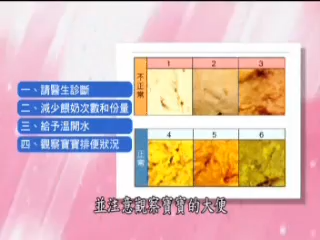 一、請醫生診斷
二、減少餵奶次數和份量
三、給予溫開水
四、觀察寶寶排便狀況
1 2 3
不正常
4 5 6
正常
並注意觀察寶寶的大便